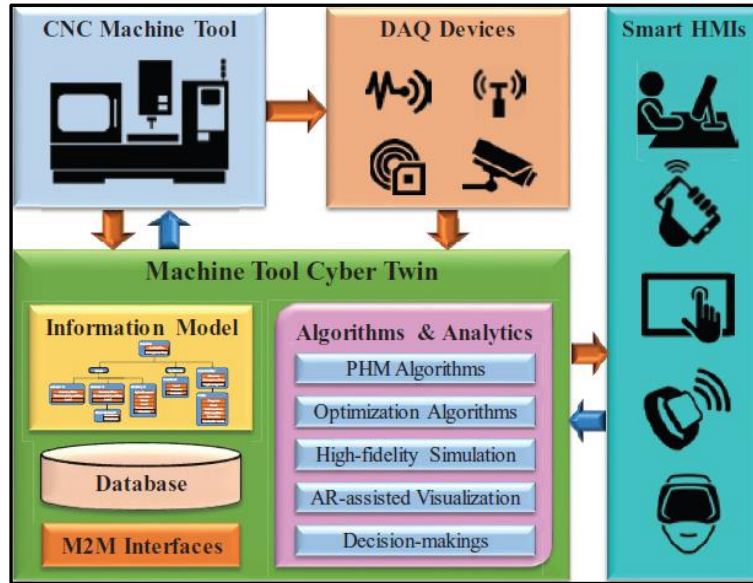 CNC Machine Tool
DAQ Devices
Smart HMIs
Machine Tool Cyber Twin
Information Model
Database
M2M Interfaces
Algorithms & Analytics
PHM Algorithms
Optimization Algorithms
High-fidelity Simulation
AR-assisted Visualization
Decision-makings